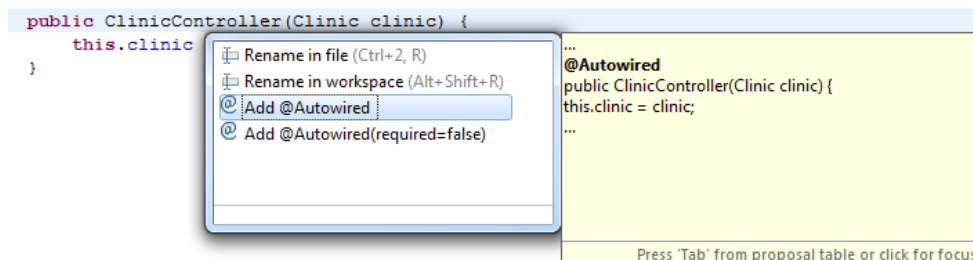 public ClinicController(Clinic clinic) {
this.clinic
}
Rename in file (Ctrl+2, R)
Rename in workspace (Alt+Shift+R)
@ Add @Autowired
@ Add @Autowired(required=false)
...
@Autowired
public ClinicController(Clinic clinic) {
this.clinic = clinic;
...
Press 'Tab' from proposal table or click for focus